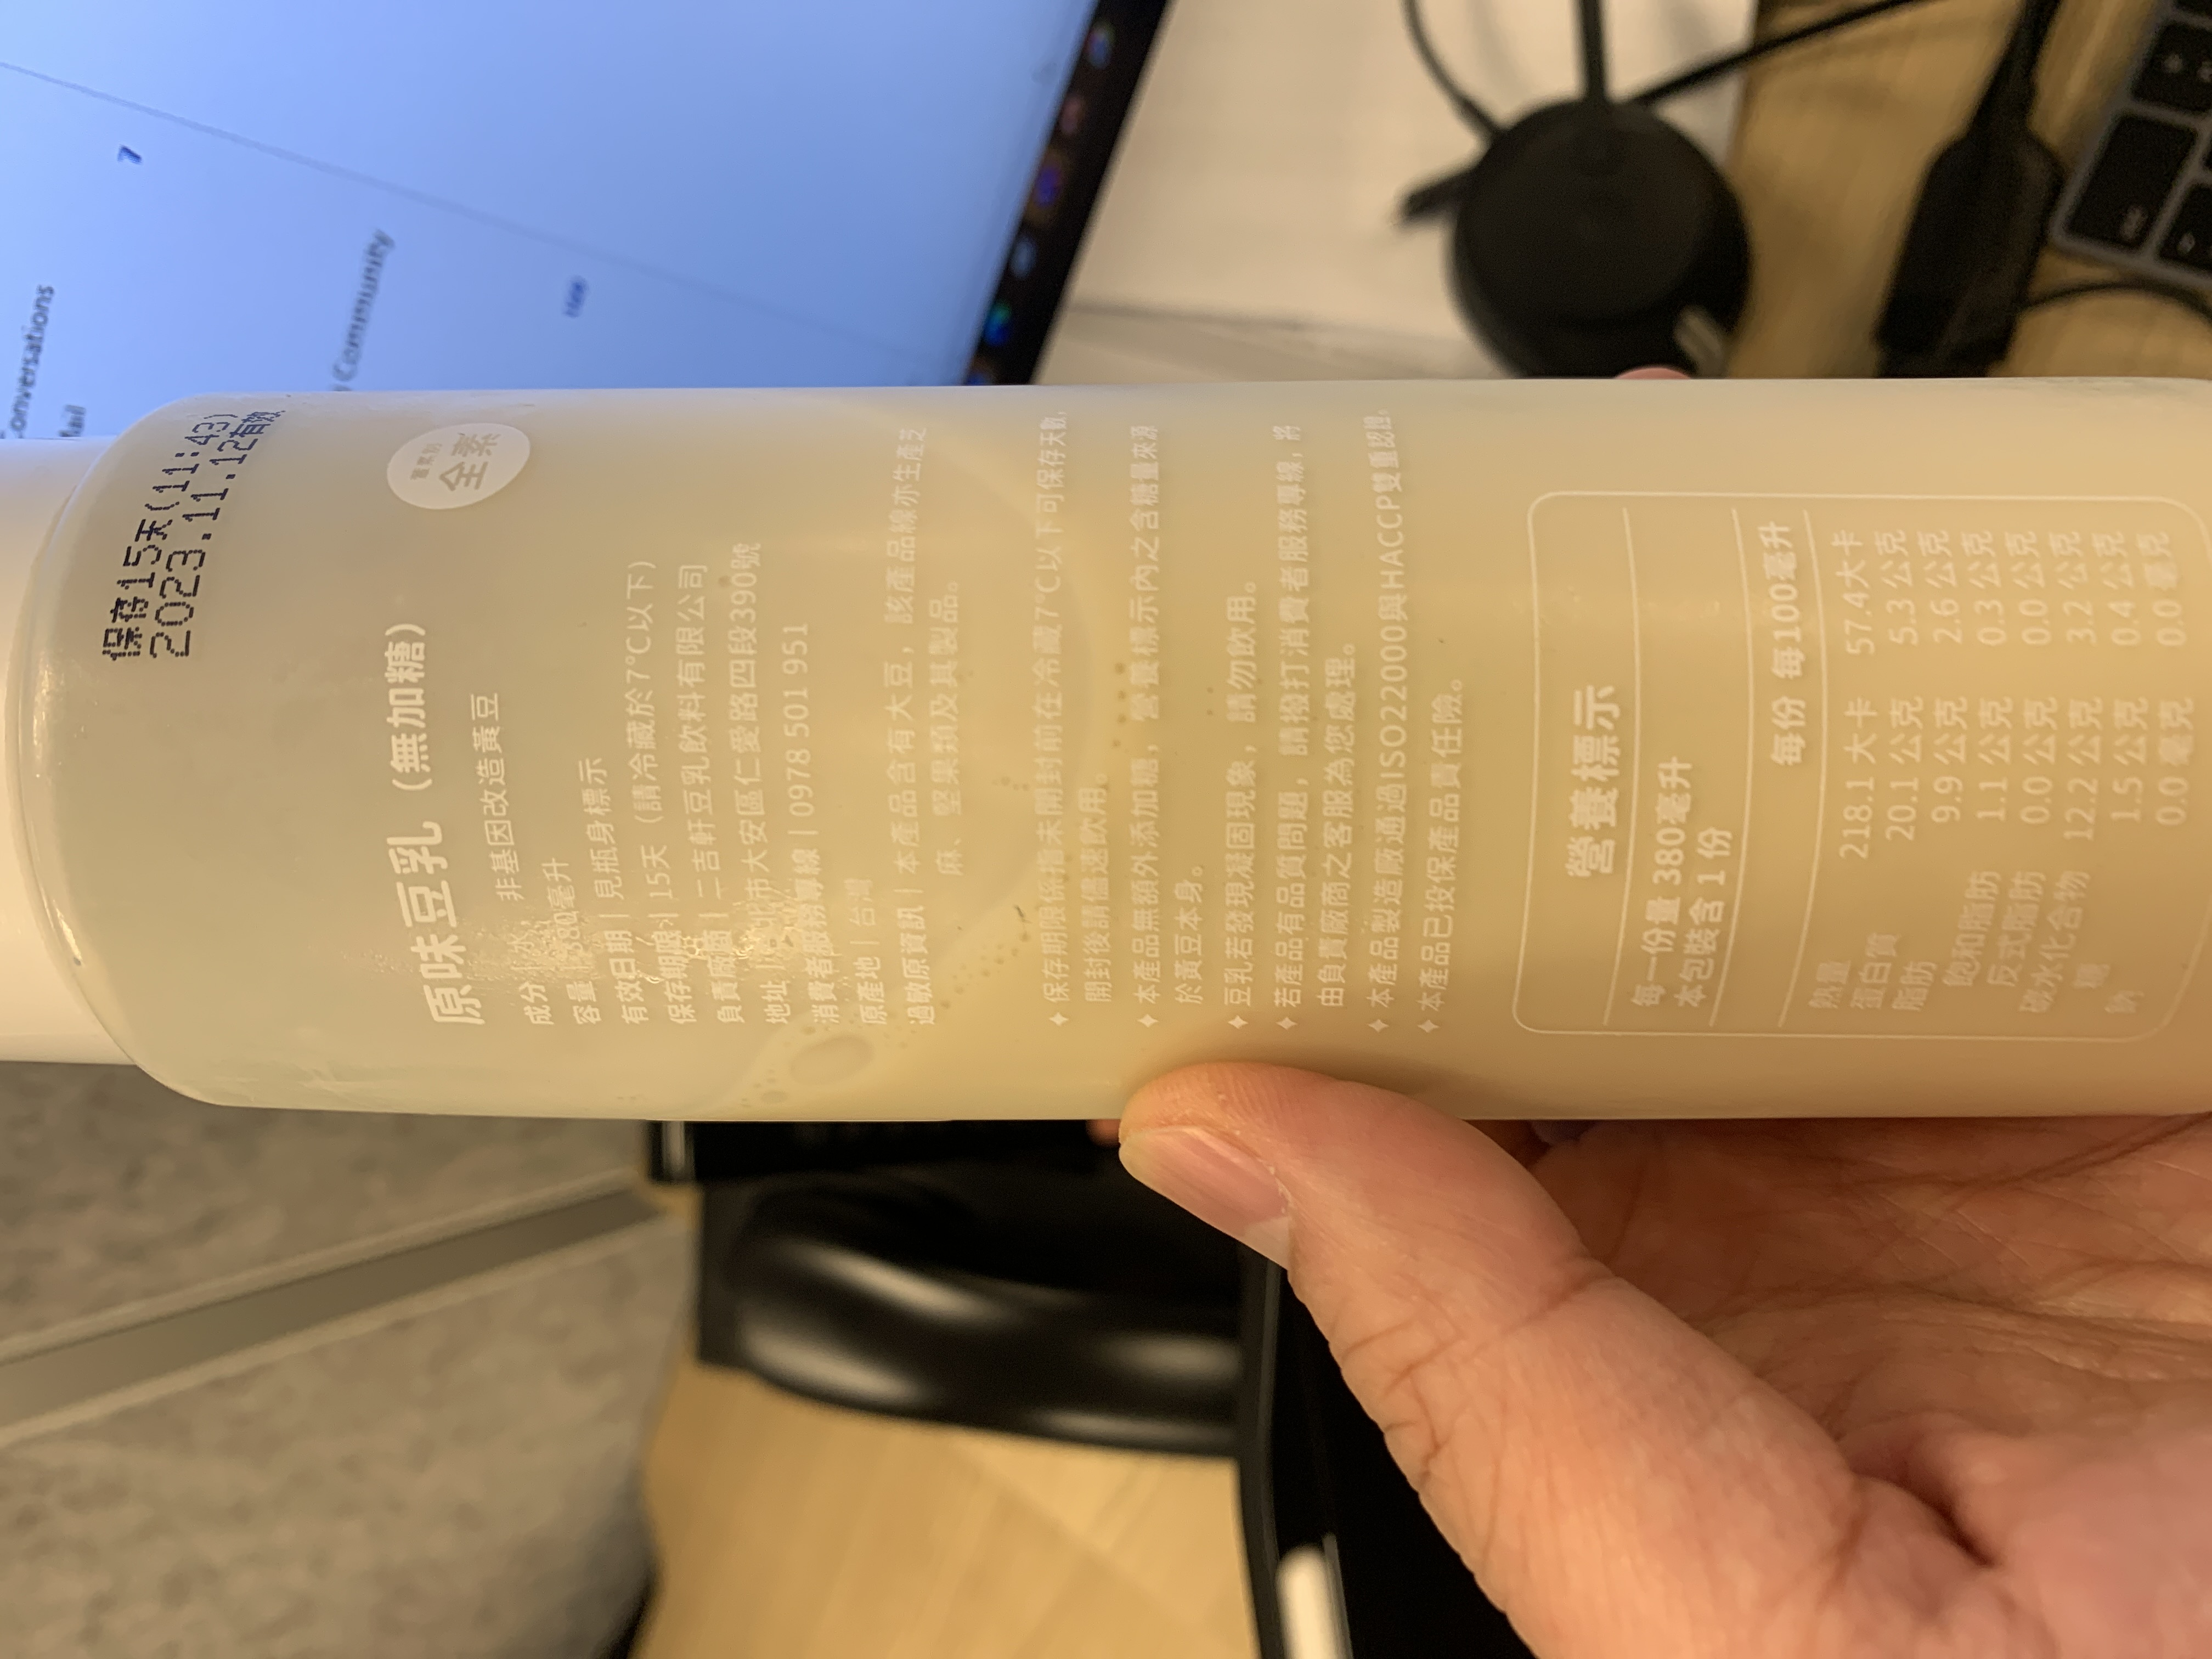 保存15天(11:43)
2023.11.12有效
原味豆乳（無加糖）
葷素別
全素
成分｜水，非基因改造黃豆
容量｜380毫升
有效日期｜見瓶身標示
保存期限｜15天（請冷藏於7°C以下）
負責廠商｜二吉軒豆乳飲料有限公司
地址｜台北市大安區仁愛路四段390號
消費者服務專線｜0978 501 951
原產地｜台灣
過敏原資訊｜本產品含有大豆，該產品線亦生產芝
麻、堅果類及其製品。
✦保存期限係指未開封前在冷藏7°C以下可保存天數，
開封後請儘速飲用。
✦本產品無額外添加糖，營養標示內之含糖量來源
於黃豆本身。
✦豆乳若發現凝固現象，請勿飲用。
✦若產品有品質問題，請撥打消費者服務專線，將
由負責廠商之客服為您處理。
✦本產品製造廠通過ISO22000與HACCP雙重認證。
✦本產品已投保產品責任險。
營養標示
每一份量 380毫升
本包裝含 1 份
每份 每100毫升
熱量 218.1 大卡 57.4大卡
蛋白質 20.1 公克 5.3 公克
脂肪 9.9 公克 2.6 公克
飽和脂肪 1.1 公克 0.3 公克
反式脂肪 0.0 公克 0.0 公克
碳水化合物 12.2 公克 3.2 公克
糖 1.5 公克 0.4 公克
鈉 0.0 毫克 0.0 毫克
Conversations
Mail
7
Community